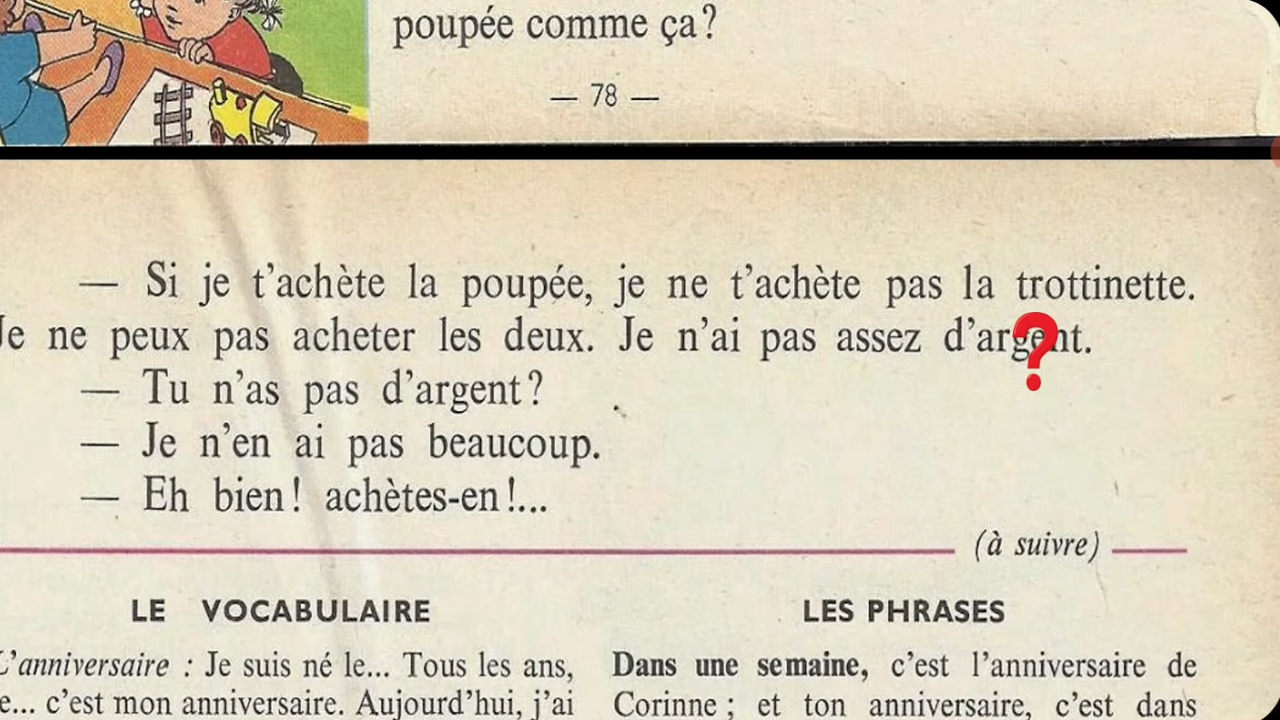 poupée comme ça?
— 78 —
— Si je t'achète la poupée, je ne t'achète pas la trottinette.
Je ne peux pas acheter les deux. Je n'ai pas assez d'argent.
— Tu n'as pas d'argent?
— Je n'en ai pas beaucoup.
— Eh bien! achètes-en!...
(à suivre)
LE VOCABULAIRE
L'anniversaire : Je suis né le... Tous les ans,
c'est mon anniversaire. Aujourd'hui, j'ai
LES PHRASES
Dans une semaine, c'est l'anniversaire de
Corinne ; et ton anniversaire, c'est dans